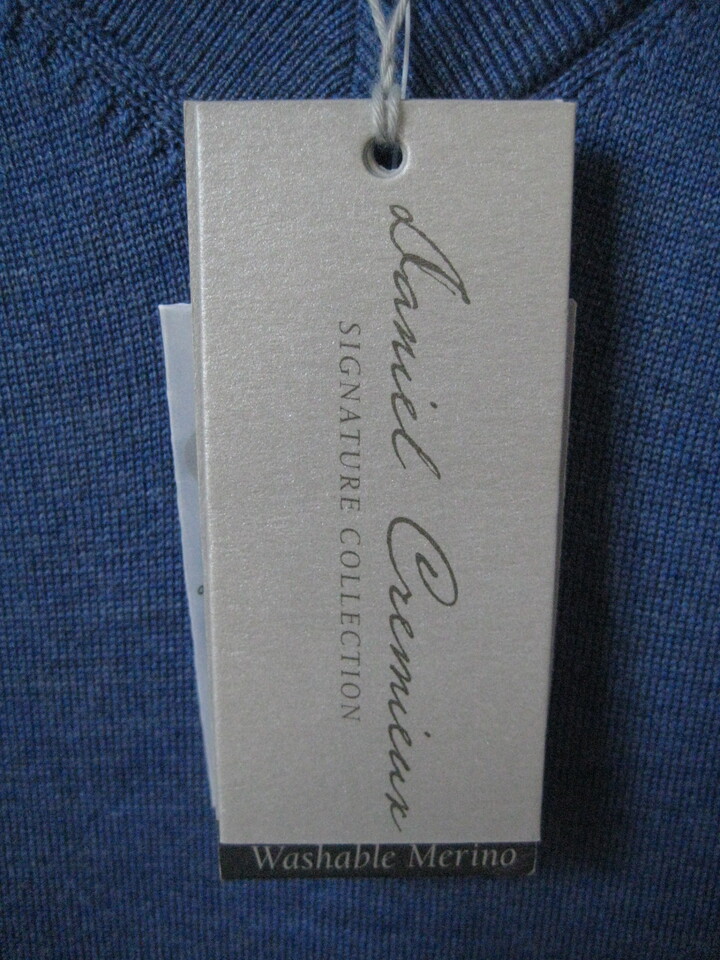 Daniel Cremieux
SIGNATURE COLLECTION
Washable Merino